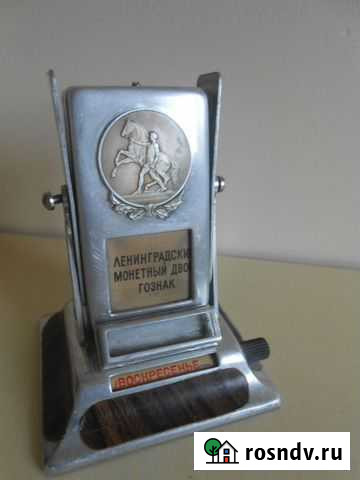 ЛЕНИНГРАДСКИ
МОНЕТНЫЙ ДВО
ГОЗНАК
ВОСКРЕСЕНЬЕ
rosndv.ru